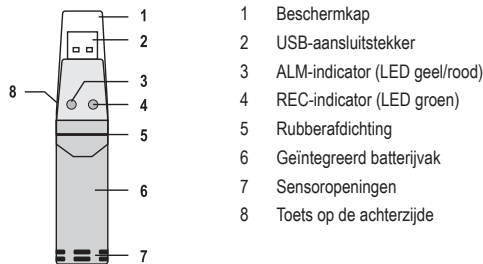 1
2
3
8
4
5
6
7
1 Beschermkap
2 USB-aansluitstekker
3 ALM-indicator (LED geel/rood)
4 REC-indicator (LED groen)
5 Rubberafdichting
6 Geïntegreerd batterijvak
7 Sensoropeningen
8 Toets op de achterzijde